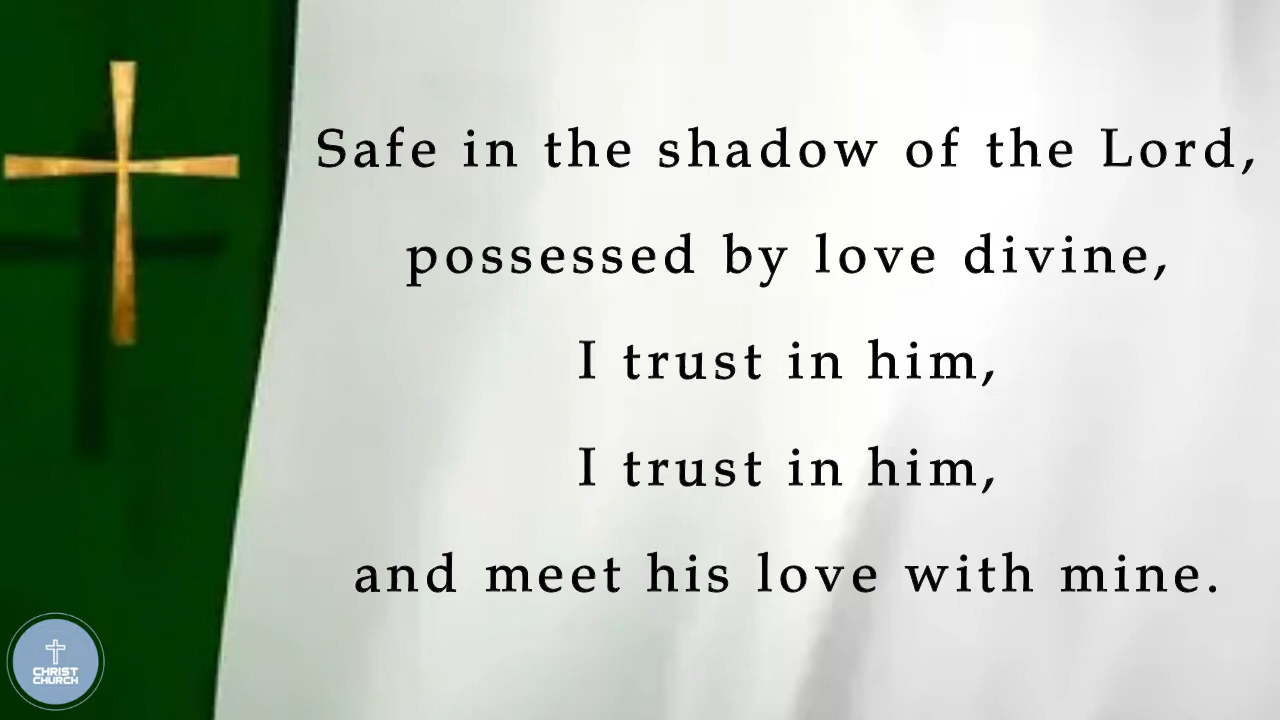 Safe in the shadow of the Lord,
possessed by love divine,
I trust in him,
I trust in him,
and meet his love with mine.
CHRIST
CHURCH